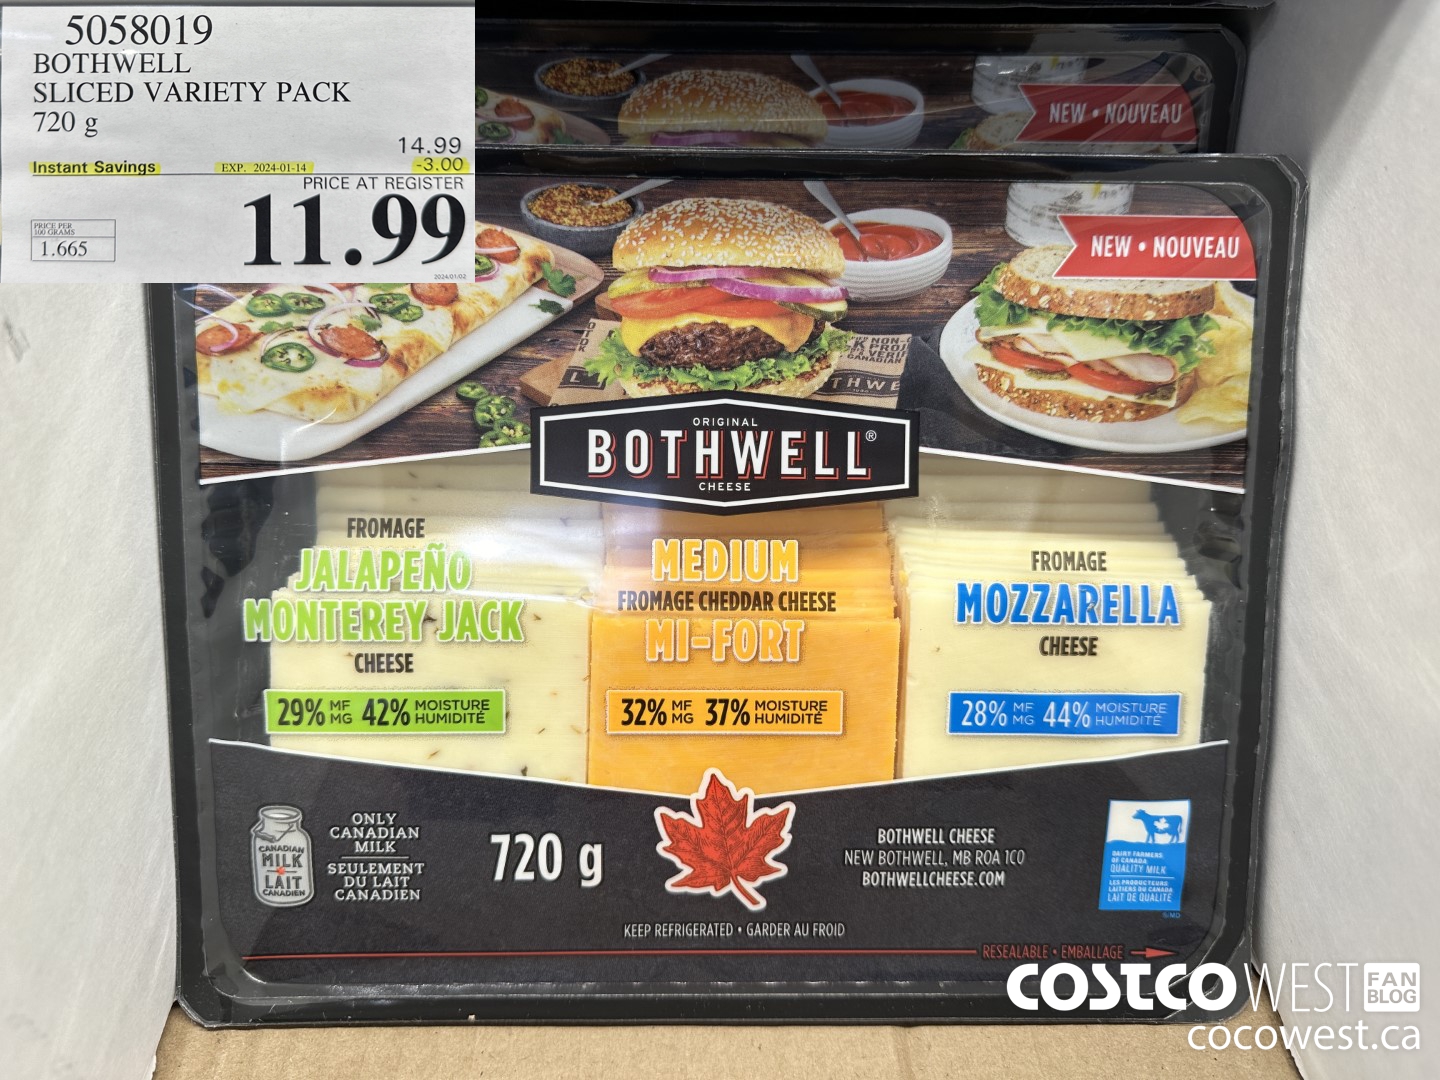 5058019
BOTHWELL
SLICED VARIETY PACK
720 g
14.99
Instant Savings EXP. 2024-01-14 -3.00
PRICE AT REGISTER
11.99
PRICE PER
100 GRAMS
1.665
2024/01/02
NEW • NOUVEAU
NEW • NOUVEAU
ORIGINAL
BOTHWELL®
CHEESE
FROMAGE
JALAPEÑO
MONTEREY JACK
CHEESE
29% MF MG 42% MOISTURE HUMIDITÉ
MEDIUM
FROMAGE CHEDDAR CHEESE
MI-FORT
32% MF MG 37% MOISTURE HUMIDITÉ
FROMAGE
MOZZARELLA
CHEESE
28% MF MG 44% MOISTURE HUMIDITÉ
CANADIAN
MILK
LAIT
CANADIEN
ONLY
CANADIAN
MILK
SEULEMENT
DU LAIT
CANADIEN
720 g
BOTHWELL CHEESE
NEW BOTHWELL, MB ROA 1C0
BOTHWELLCHEESE.COM
DAIRY FARMERS
OF CANADA
QUALITY MILK
LES PRODUCTEURS
LAITIERS DU CANADA
LAIT DE QUALITÉ
KEEP REFRIGERATED • GARDER AU FROID
RESEALABLE • EMBALLAGE
COSTCO WEST FAN BLOG
cocowest.ca